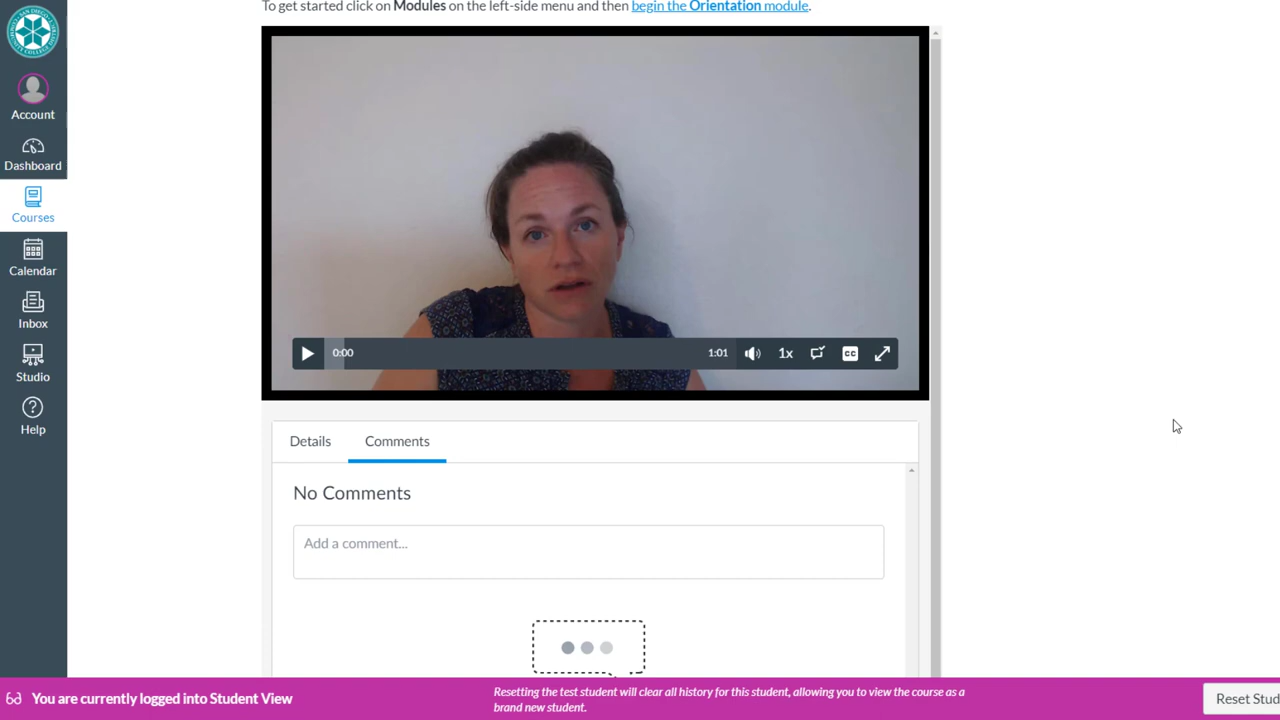 To get started click on Modules on the left-side menu and then begin the Orientation module.
Account
Dashboard
Courses
Calendar
Inbox
Studio
Help
0:00
1:01
1x
CC
Details
Comments
No Comments
Add a comment...
You are currently logged into Student View
Resetting the test student will clear all history for this student, allowing you to view the course as a
brand new student.
Reset Stud